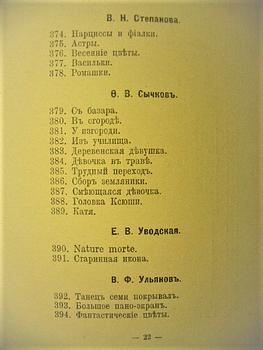 В. Н. Степанова.
374. Нарциссы и фіалки.
375. Астры.
376. Весенніе цвѣты.
377. Васильки.
378. Ромашки.
Ѳ. В. Сычковъ.
379. Съ базара.
380. Въ огородѣ.
381. У изгороди.
382. Изъ училища.
383. Деревенская дѣвушка.
384. Дѣвочка въ травѣ.
385. Трудный переходъ.
386. Сборъ земляники.
387. Смѣющаяся дѣвочка.
388. Головка Ксюши.
389. Катя.
Е. В. Уводская.
390. Nature morte.
391. Старинная икона.
В. Ф. Ульяновъ.
392. Танецъ семи покрывалъ.
393. Большое пано-экранъ.
394. Фантастическіе цвѣты.
— 22 —